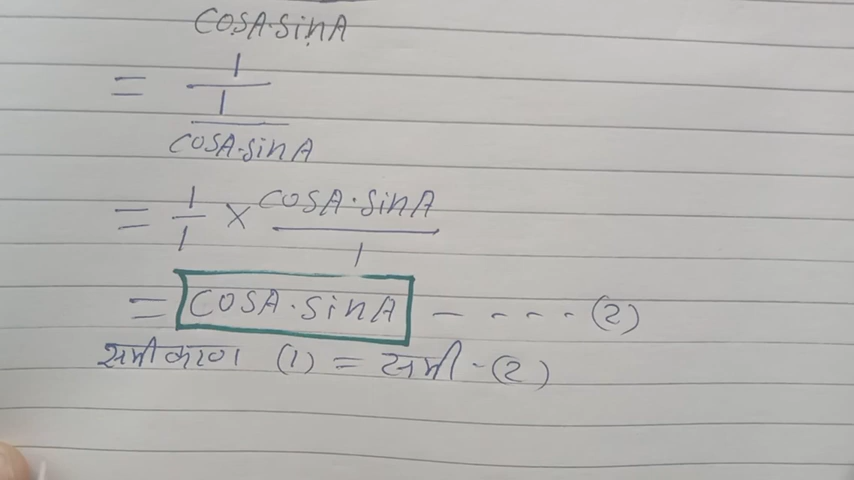 cosA.sinA
= 1
1
cosA.sinA
= 1/1 × cosA.sinA/1
= cosA.sinA - - - - - (2)
समीकरण (1) = समी - (2)